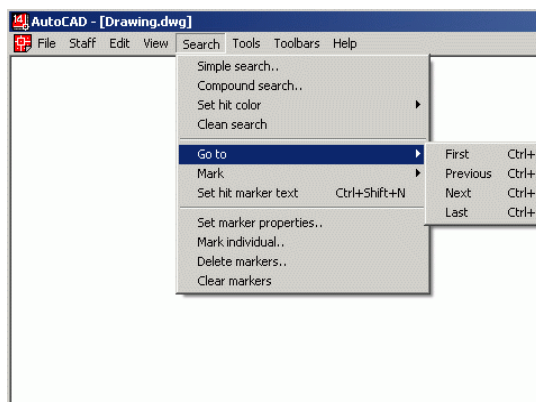 14 AutoCAD - [Drawing.dwg]
File Staff Edit View Search Tools Toolbars Help
Simple search..
Compound search..
Set hit color
Clean search
Go to
First Ctrl+
Previous Ctrl+
Next Ctrl+
Last Ctrl+
Mark
Set hit marker text Ctrl+Shift+N
Set marker properties..
Mark individual..
Delete markers..
Clear markers